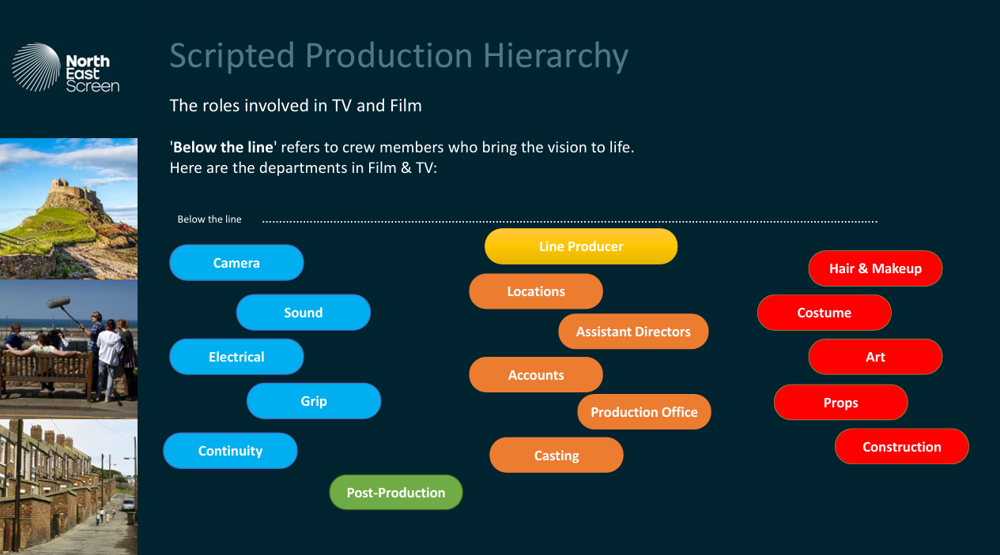 North
East
Screen
Scripted Production Hierarchy
The roles involved in TV and Film
'Below the line' refers to crew members who bring the vision to life.
Here are the departments in Film & TV:
Below the line
Line Producer
Camera
Sound
Electrical
Grip
Continuity
Post-Production
Locations
Assistant Directors
Accounts
Production Office
Casting
Hair & Makeup
Costume
Art
Props
Construction